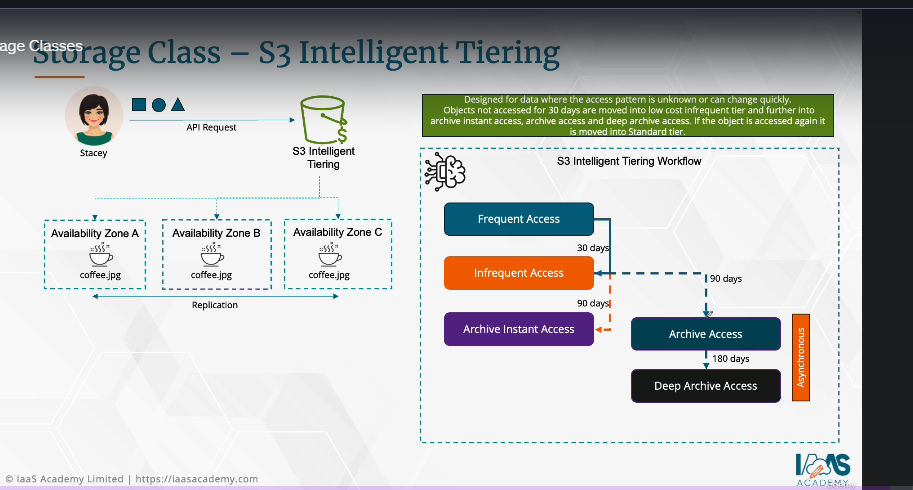 age Classes
Storage Class – S3 Intelligent Tiering
Stacey
API Request
S3 Intelligent
Tiering
Availability Zone A
coffee.jpg
Availability Zone B
coffee.jpg
Availability Zone C
coffee.jpg
Replication
Designed for data where the access pattern is unknown or can change quickly.
Objects not accessed for 30 days are moved into low cost infrequent tier and further into
archive instant access, archive access and deep archive access. If the object is accessed again it
is moved into Standard tier.
S3 Intelligent Tiering Workflow
Frequent Access
30 days
Infrequent Access
90 days
90 days
Archive Instant Access
Archive Access
180 days
Deep Archive Access
Asynchronous
© IaaS Academy Limited | https://iaasacademy.com
IAAS
ACADEMY